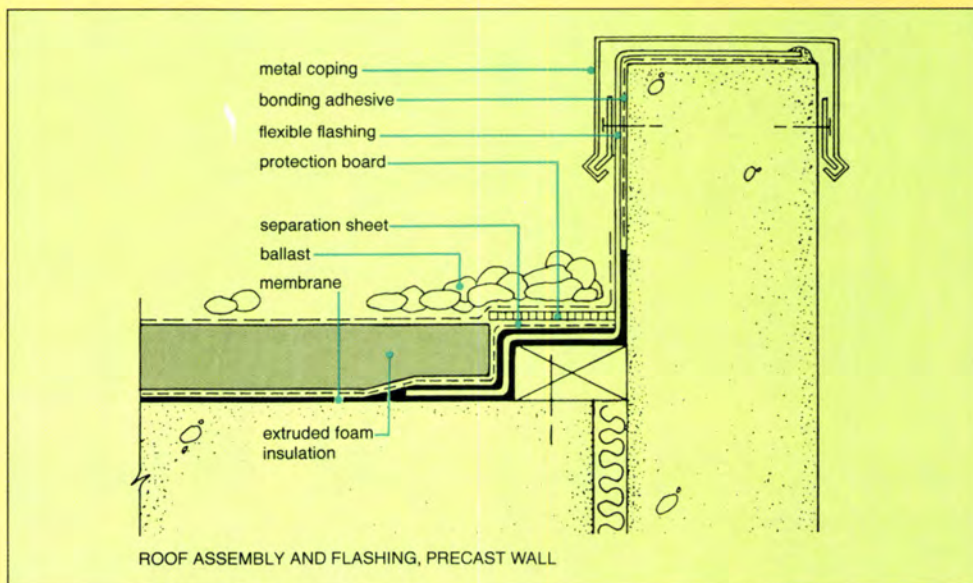 metal coping
bonding adhesive
flexible flashing
protection board
separation sheet
ballast
membrane
extruded foam
insulation
ROOF ASSEMBLY AND FLASHING, PRECAST WALL